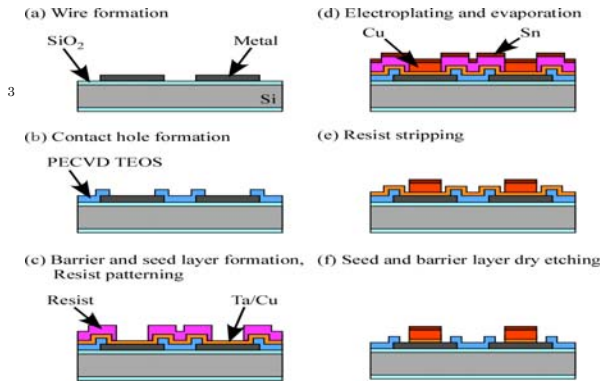 (a) Wire formation
SiO2
Metal
3
Si
(b) Contact hole formation
PECVD TEOS
(c) Barrier and seed layer formation,
Resist patterning
Resist
Ta/Cu
(d) Electroplating and evaporation
Cu
Sn
(e) Resist stripping
(f) Seed and barrier layer dry etching